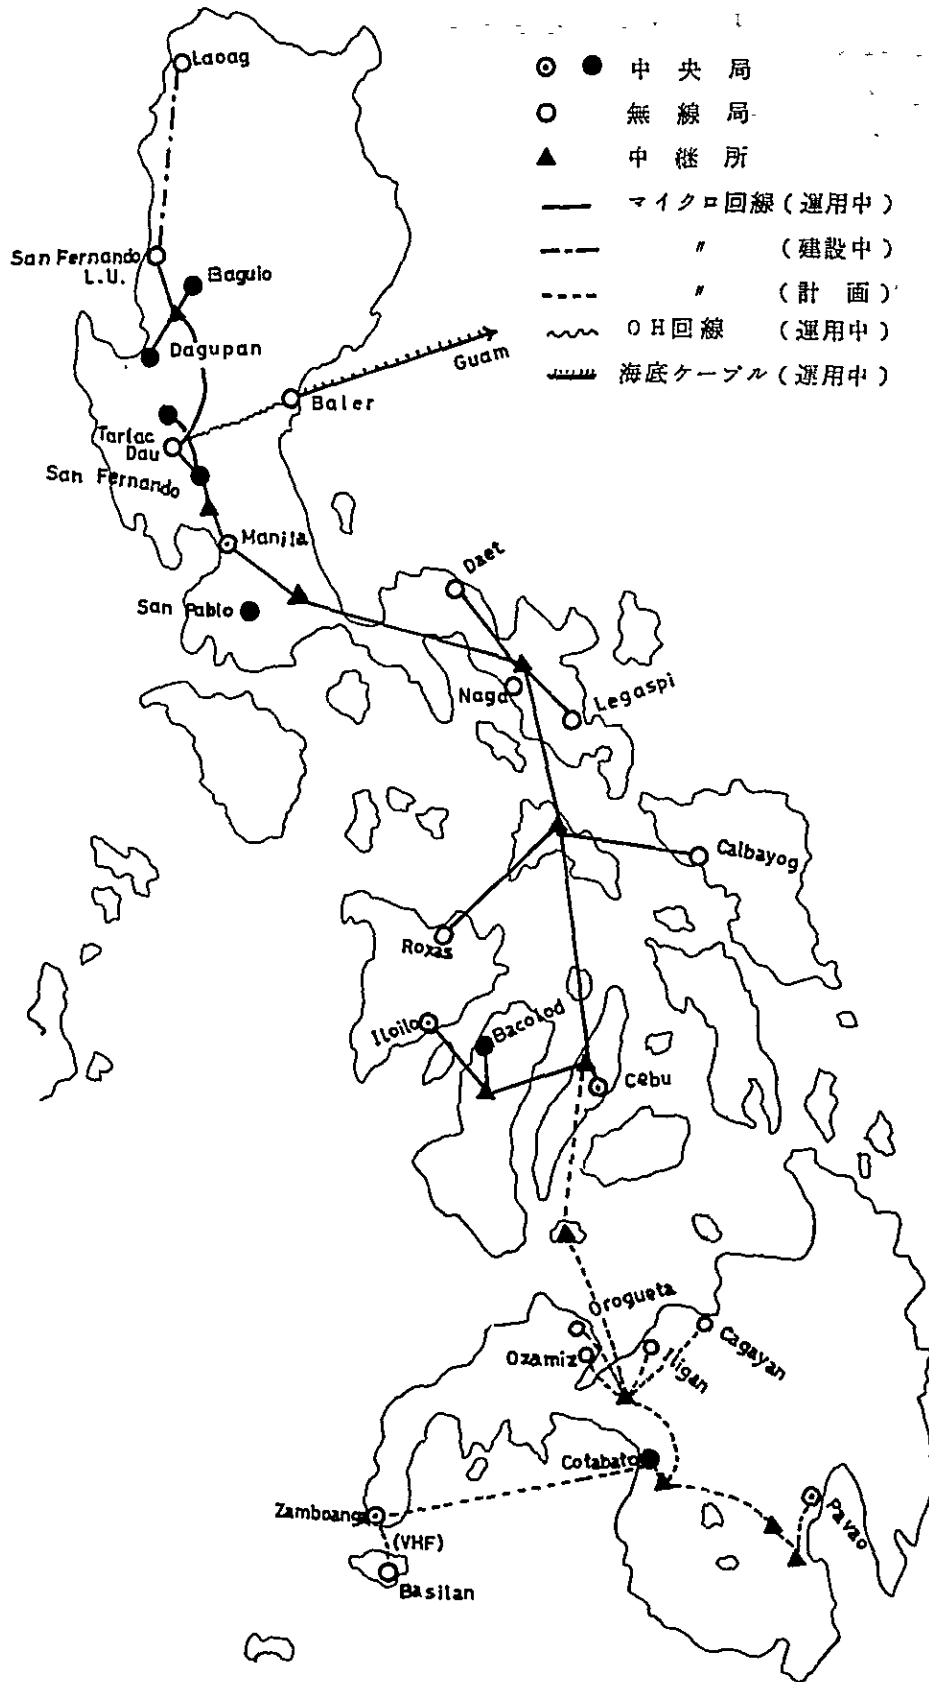 Laoag
中央局
無線局
中継所
マイクロ回線(運用中)
〃 (建設中)
〃 (計画)
OH回線 (運用中)
海底ケーブル(運用中)
San Fernando
L.U.
Baguio
Dagupan
Guam
Baler
Tarlac
Dau
San Fernando
Manila
Daet
San Pablo
Naga
Legaspi
Calbayog
Roxas
Iloilo
Bacolod
Cebu
Orogueta
Ozamiz
Iligan
Cagayan
Cotabato
Zamboanga
Pavao
(VHF)
Basilan